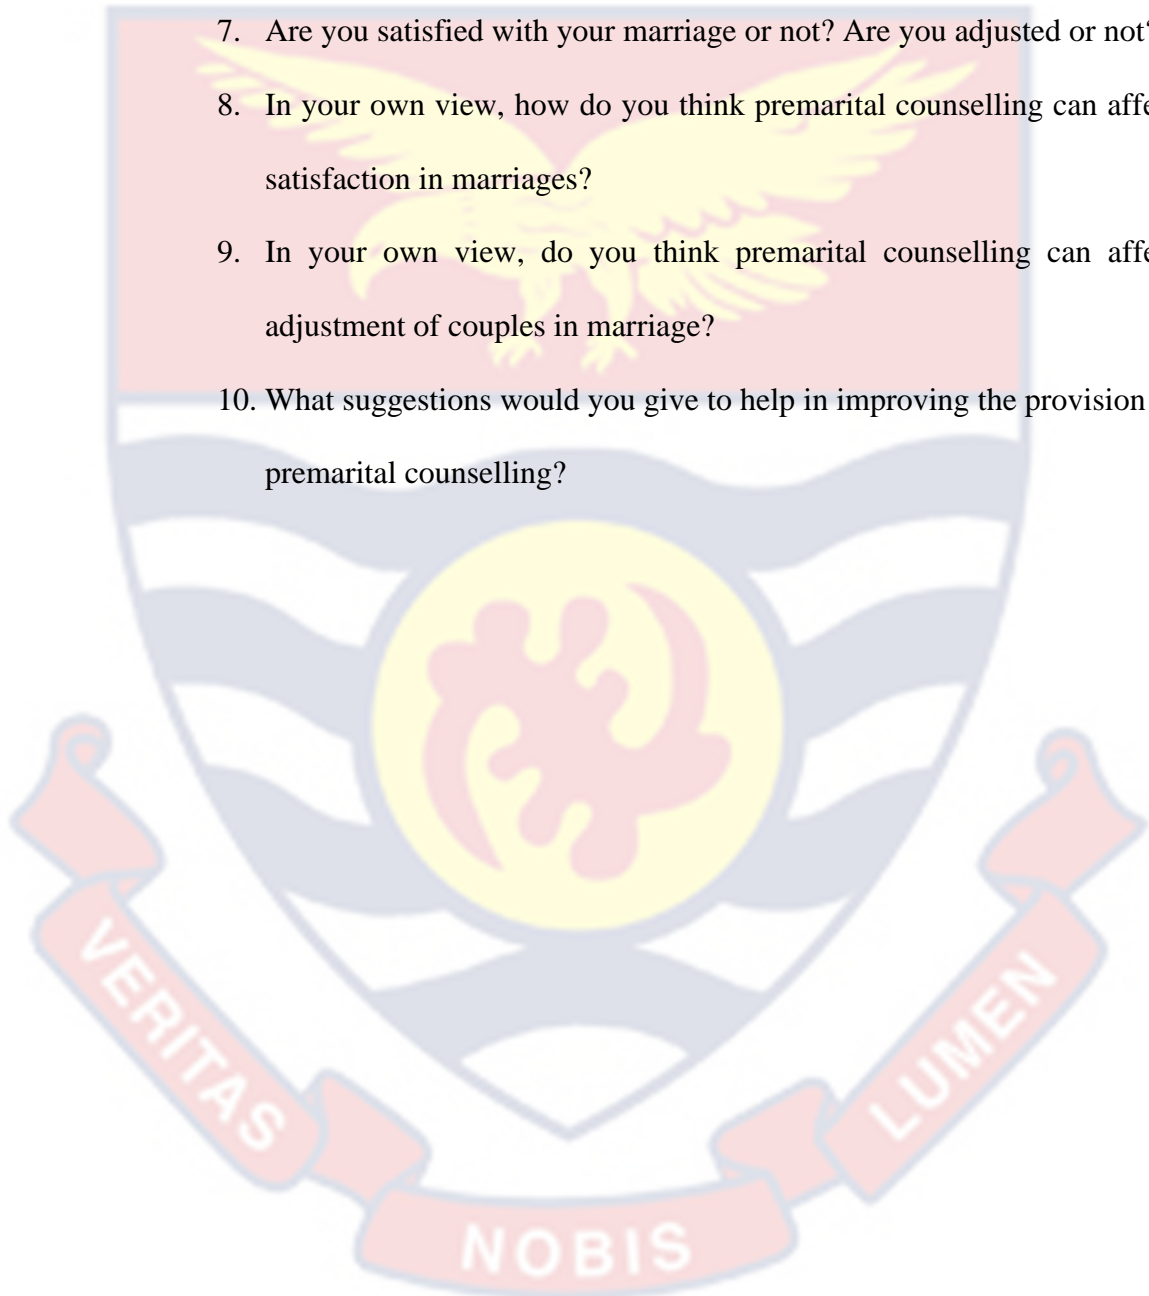 7. Are you satisfied with your marriage or not? Are you adjusted or not?
8. In your own view, how do you think premarital counselling can
satisfaction in marriages?
9. In your own view, do you think premarital counselling can
adjustment of couples in marriage?
10. What suggestions would you give to help in improving the provision
premarital counselling?
VERITAS
NOBIS
LUMEN